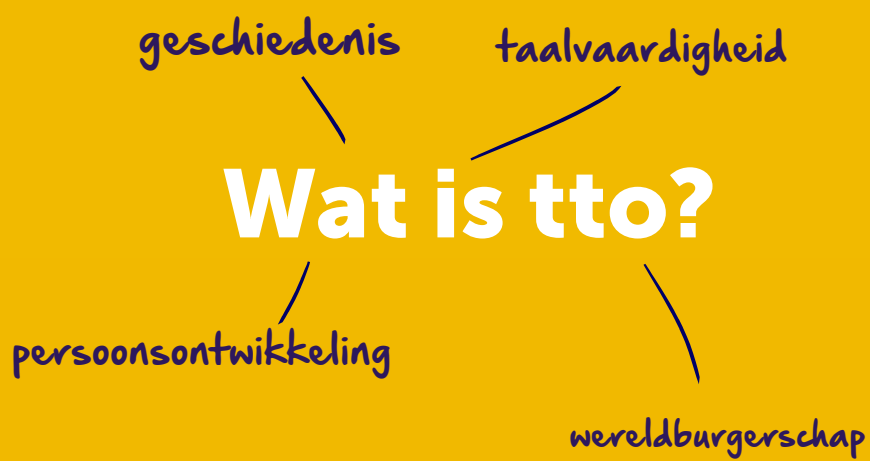 geschiedenis
taalvaardigheid
Wat is tto?
persoonsontwikkeling
wereldburgerschap